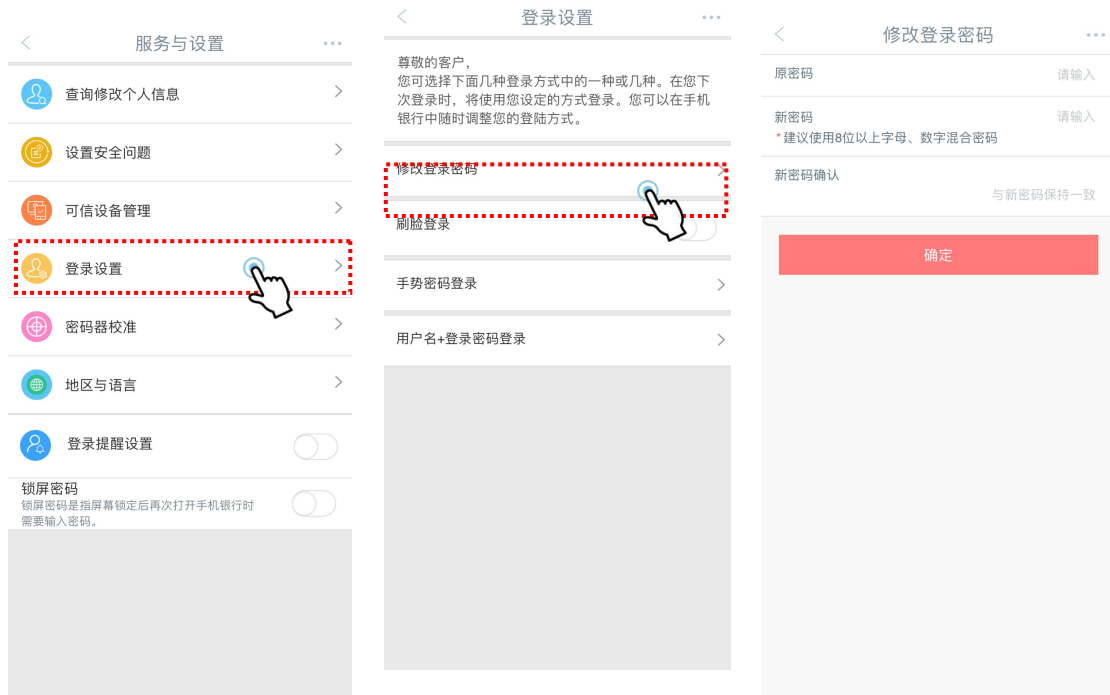 服务与设置
查询修改个人信息
设置安全问题
可信设备管理
登录设置
密码器校准
地区与语言
登录提醒设置
锁屏密码
锁屏密码是指屏幕锁定后再次打开手机银行时
需要输入密码。
登录设置
尊敬的客户，
您可选择下面几种登录方式中的一种或几种。在您下
次登录时，将使用您设定的方式登录。您可以在手机
银行中随时调整您的登陆方式。
修改登录密码
刷脸登录
手势密码登录
用户名+登录密码登录
修改登录密码
原密码 请输入
新密码 请输入
*建议使用8位以上字母、数字混合密码
新密码确认
与新密码保持一致
确定